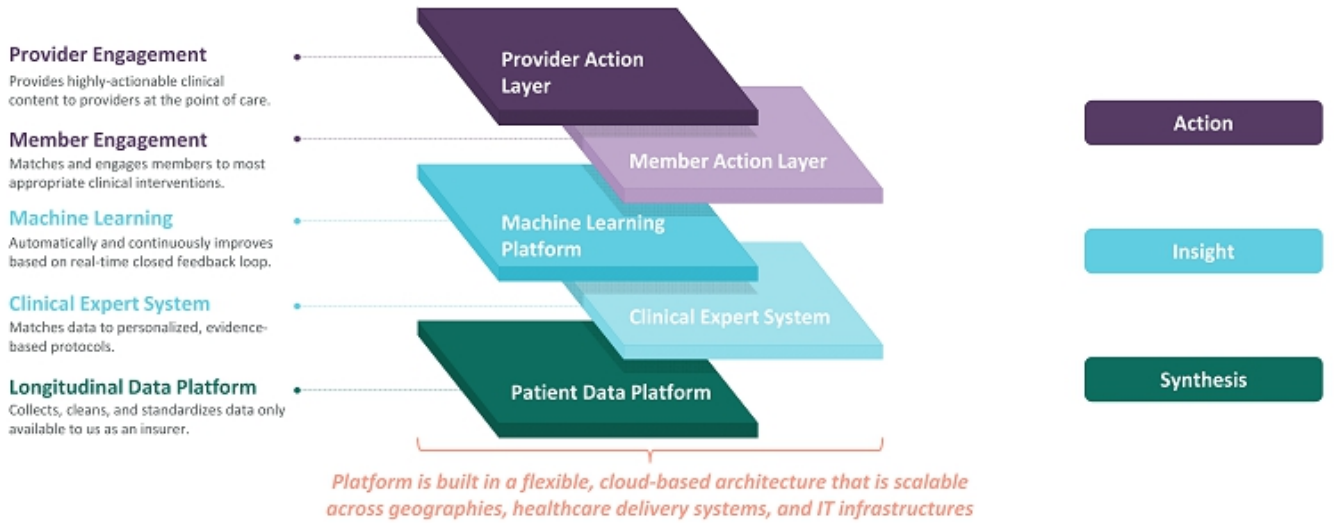 Provider Engagement
Provides highly-actionable clinical
content to providers at the point of care.
Member Engagement
Matches and engages members to most
appropriate clinical interventions.
Machine Learning
Automatically and continuously improves
based on real-time closed feedback loop.
Clinical Expert System
Matches data to personalized, evidence-
based protocols.
Longitudinal Data Platform
Collects, cleans, and standardizes data only
available to us as an insurer.
Provider Action
Layer
Member Action Layer
Machine Learning
Platform
Clinical Expert System
Patient Data Platform
Platform is built in a flexible, cloud-based architecture that is scalable
across geographies, healthcare delivery systems, and IT infrastructures
Action
Insight
Synthesis